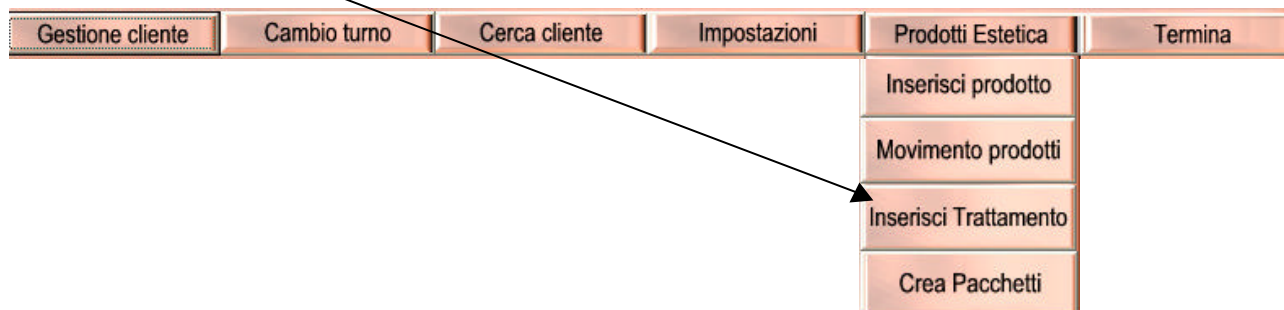 Gestione cliente Cambio turno Cerca cliente Impostazioni Prodotti Estetica Termina
Inserisci prodotto
Movimento prodotti
Inserisci Trattamento
Crea Pacchetti